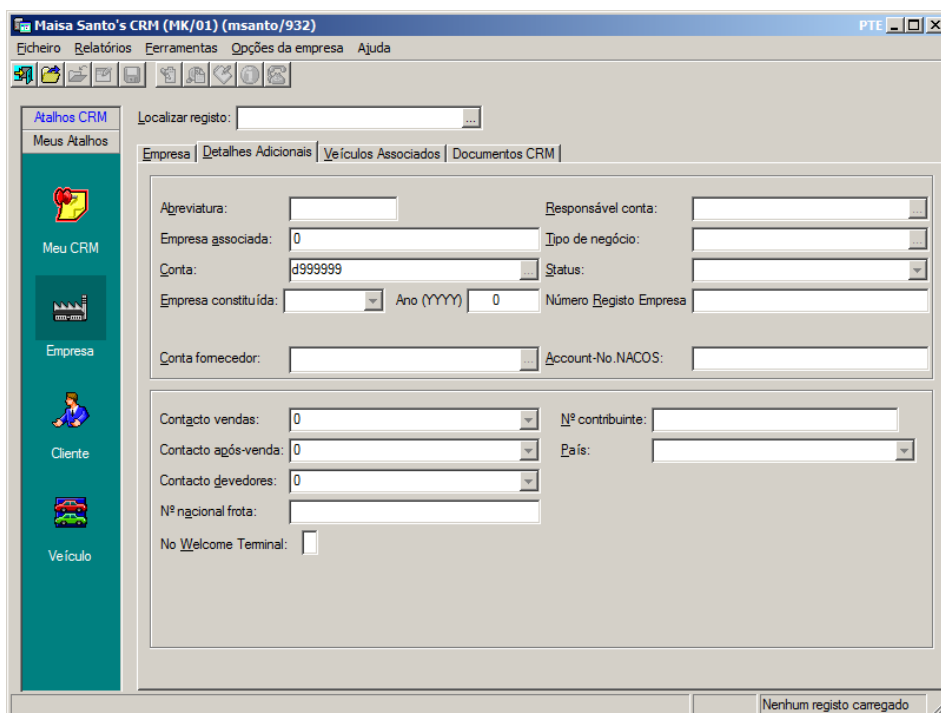 Maisa Santo's CRM (MK/01) (msanto/932) PTE
Ficheiro Relatórios Ferramentas Opções da empresa Ajuda
Atalhos CRM
Meus Atalhos
Meu CRM
Empresa
Cliente
Veículo
Localizar registo: ...
Empresa Detalhes Adicionais Veículos Associados Documentos CRM
Abreviatura: Responsável conta: ...
Empresa associada: 0 Tipo de negócio: ...
Conta: d999999 ... Status:
Empresa constituída: Ano (YYYY) 0 Número Registo Empresa
Conta fornecedor: ... Account-No.NACOS:
Contacto vendas: 0 Nº contribuinte:
Contacto após-venda: 0 País:
Contacto devedores: 0
Nº nacional frota:
No Welcome Terminal:
Nenhum registo carregado